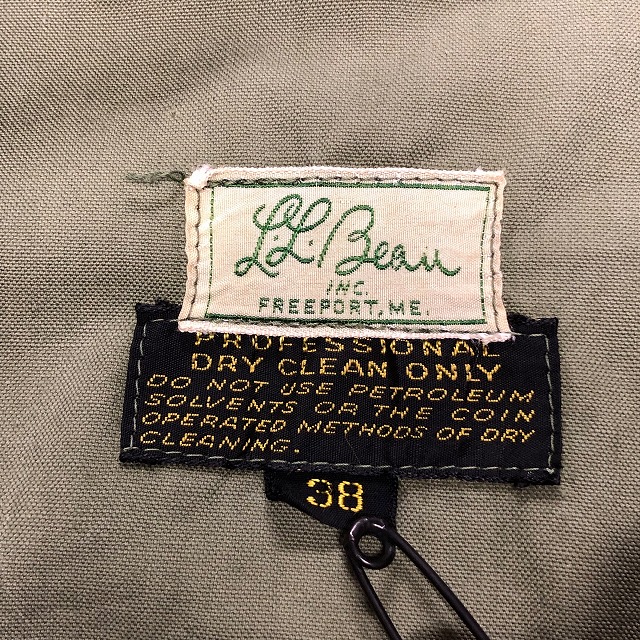 L.L.Bean
INC.
FREEPORT, ME.
PROFESSIONAL
DRY CLEAN ONLY
DO NOT USE PETROLEUM
SOLVENTS OR THE COIN
OPERATED METHODS OF DRY
CLEANING.
38